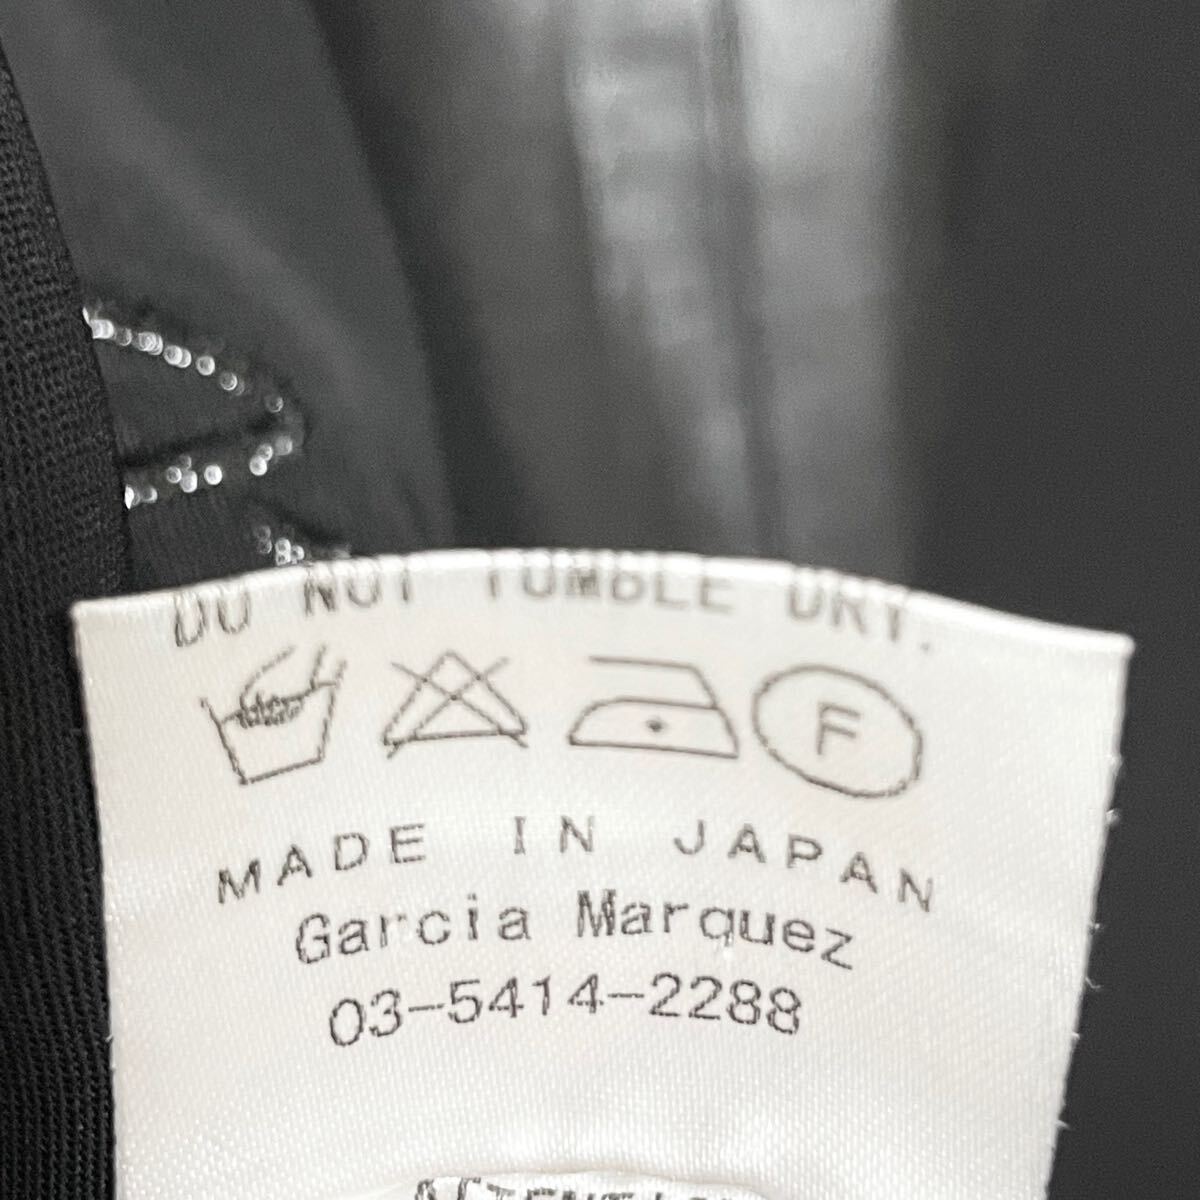 DO NOT TUMBLE DRY.
F
MADE IN JAPAN
Garcia Marquez
03-5414-2288